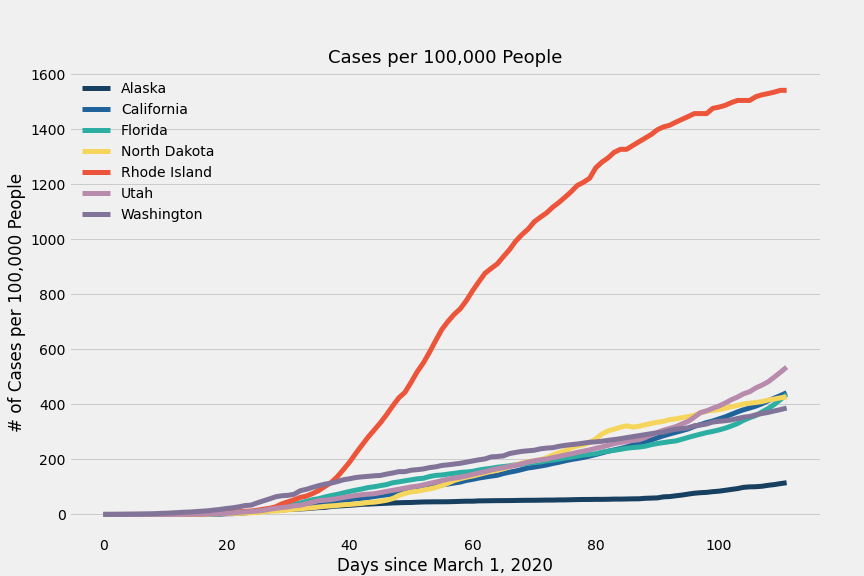 Cases per 100,000 People
# of Cases per 100,000 People
1600
1400
1200
1000
800
600
400
200
0
Alaska
California
Florida
North Dakota
Rhode Island
Utah
Washington
0 20 40 60 80 100
Days since March 1, 2020